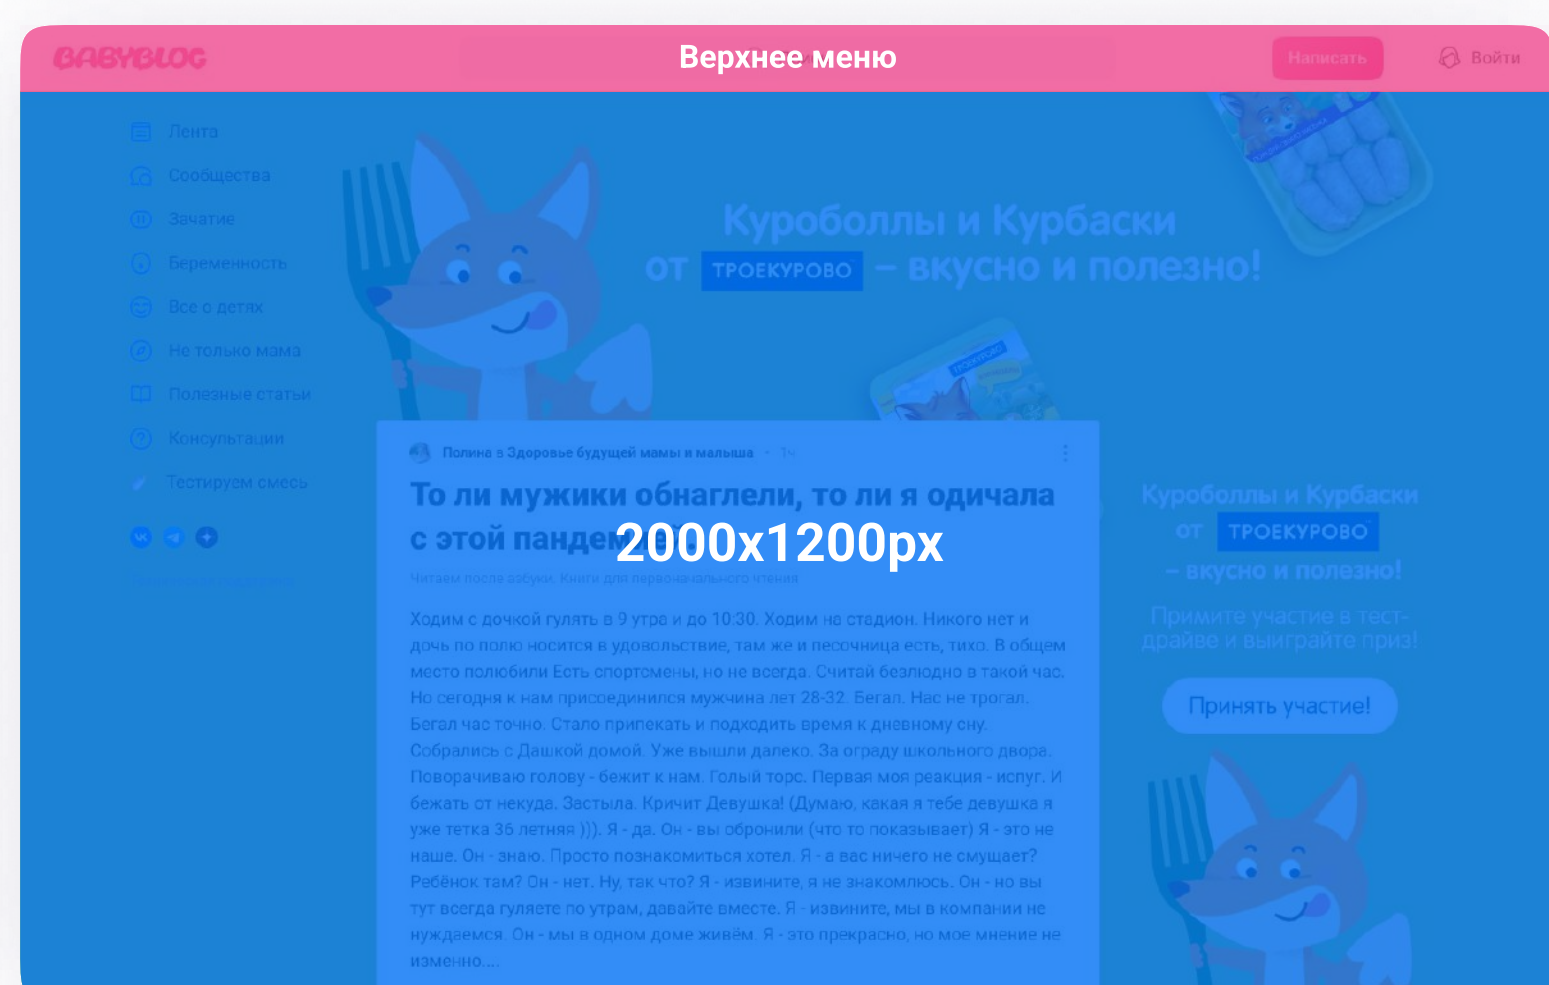 BABYBLOG
Верхнее меню
Написать
Войти
Лента
Сообщества
Зачатие
Беременность
Все о детях
Не только мама
Полезные статьи
Консультации
Тестируем смесь
Куроболлы и Курбаски
от ТРОЕКУРОВО – вкусно и полезно!
ТРОЕКУРОВО
Полина в Здоровье будущей мамы и малыша · 1ч
То ли мужики обнаглели, то ли я одичала
с этой пандемией.
2000x1200px
Читаем после азбуки. Книги для первоначального чтения
Ходим с дочкой гулять в 9 утра и до 10:30. Ходим на стадион. Никого нет и
дочь по полю носится в удовольствие, там же и песочница есть, тихо. В общем
место полюбили Есть спортсмены, но не всегда. Считай безлюдно в такой час.
Но сегодня к нам присоединился мужчина лет 28-32. Бегал. Нас не трогал.
Бегал час точно. Стало припекать и подходить время к дневному сну.
Собрались с Дашкой домой. Уже вышли далеко. За ограду школьного двора.
Поворачиваю голову - бежит к нам. Голый торс. Первая моя реакция - испуг. И
бежать от некуда. Застыла. Кричит Девушка! (Думаю, какая я тебе девушка я
уже тетка 36 летняя ))). Я - да. Он - вы обронили (что то показывает) Я - это не
наше. Он - знаю. Просто познакомиться хотел. Я - а вас ничего не смущает?
Ребёнок там? Он - нет. Ну, так что? Я - извините, я не знакомлюсь. Он - но вы
тут всегда гуляете по утрам, давайте вместе. Я - извините, мы в компании не
нуждаемся. Он - мы в одном доме живём. Я - это прекрасно, но мое мнение не
изменно....
Куроболлы и Курбаски
от ТРОЕКУРОВО
– вкусно и полезно!
Примите участие в тест-
драйве и выиграйте приз!
Принять участие!